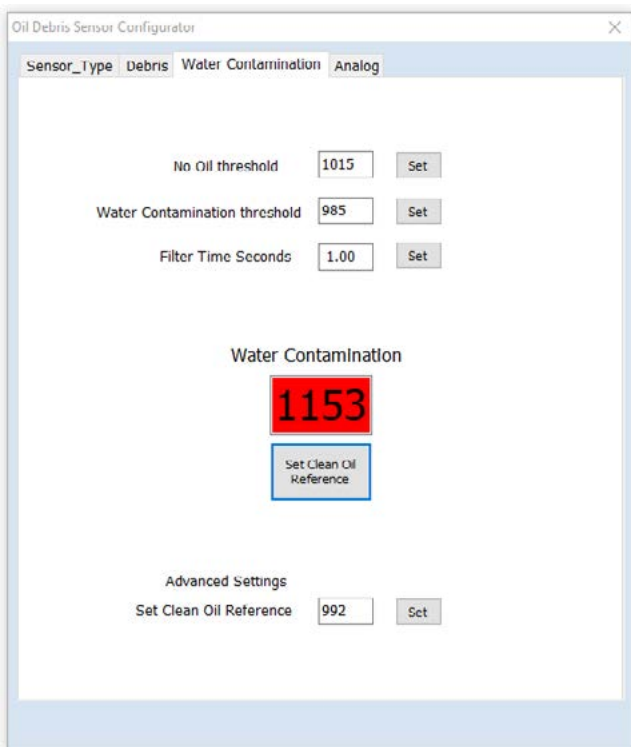 Oil Debris Sensor Configurator
Sensor_Type Debris Water Contamination Analog
No Oil threshold 1015 Set
Water Contamination threshold 985 Set
Filter Time Seconds 1.00 Set
Water Contamination
1153
Set Clean Oil
Reference
Advanced Settings
Set Clean Oil Reference 992 Set